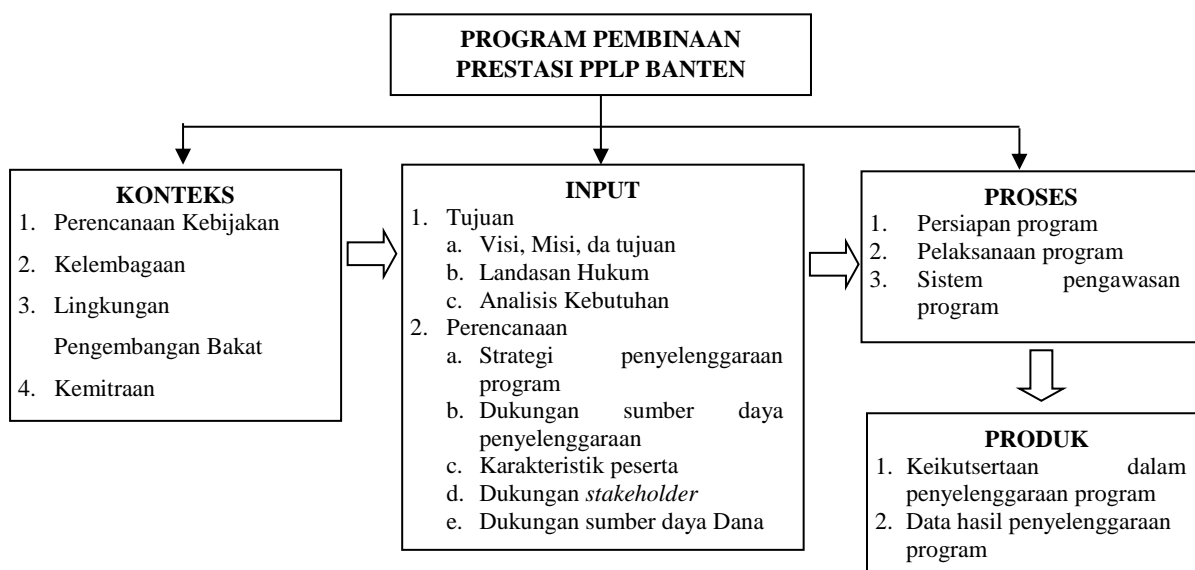 PROGRAM PEMBINAAN
PRESTASI PPLP BANTEN
KONTEKS
1. Perencanaan Kebijakan
2. Kelembagaan
3. Lingkungan
Pengembangan Bakat
4. Kemitraan
INPUT
1. Tujuan
a. Visi, Misi, da tujuan
b. Landasan Hukum
c. Analisis Kebutuhan
2. Perencanaan
a. Strategi penyelenggaraan
program
b. Dukungan sumber daya
penyelenggaraan
c. Karakteristik peserta
d. Dukungan stakeholder
e. Dukungan sumber daya Dana
PROSES
1. Persiapan program
2. Pelaksanaan program
3. Sistem pengawasan
program
PRODUK
1. Keikutsertaan dalam
penyelenggaraan program
2. Data hasil penyelenggaraan
program